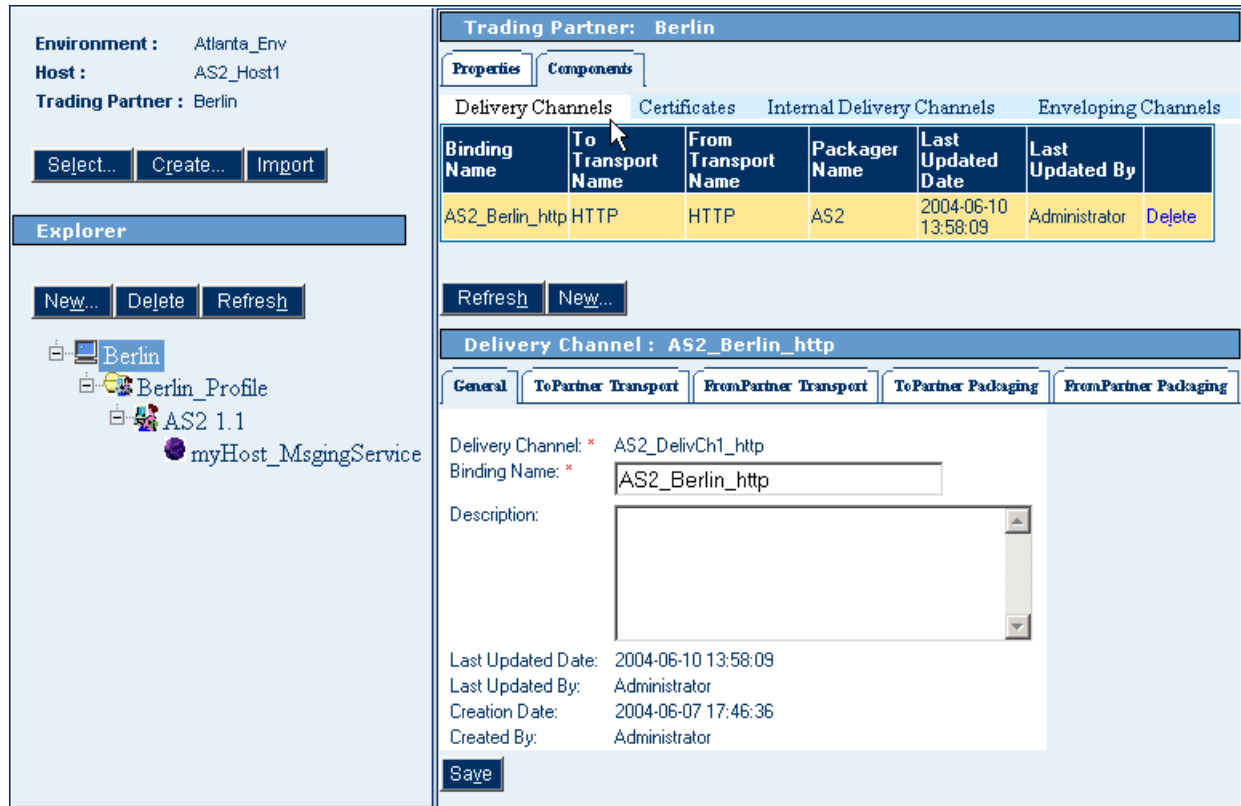 Environment : Atlanta_Env
Host : AS2_Host1
Trading Partner : Berlin
Select... Create... Import
Explorer
New... Delete Refresh
Berlin
Berlin_Profile
AS2 1.1
myHost_MsgingService
Trading Partner: Berlin
Properties Components
Delivery Channels Certificates Internal Delivery Channels Enveloping Channels
Binding Name To Transport Name From Transport Name Packager Name Last Updated Date Last Updated By
AS2_Berlin_http HTTP HTTP AS2 2004-06-10 13:58:09 Administrator Delete
Refresh New...
Delivery Channel : AS2_Berlin_http
General ToPartner Transport FromPartner Transport ToPartner Packaging FromPartner Packaging
Delivery Channel: * AS2_DelivCh1_http
Binding Name: * AS2_Berlin_http
Description:
Last Updated Date: 2004-06-10 13:58:09
Last Updated By: Administrator
Creation Date: 2004-06-07 17:46:36
Created By: Administrator
Save